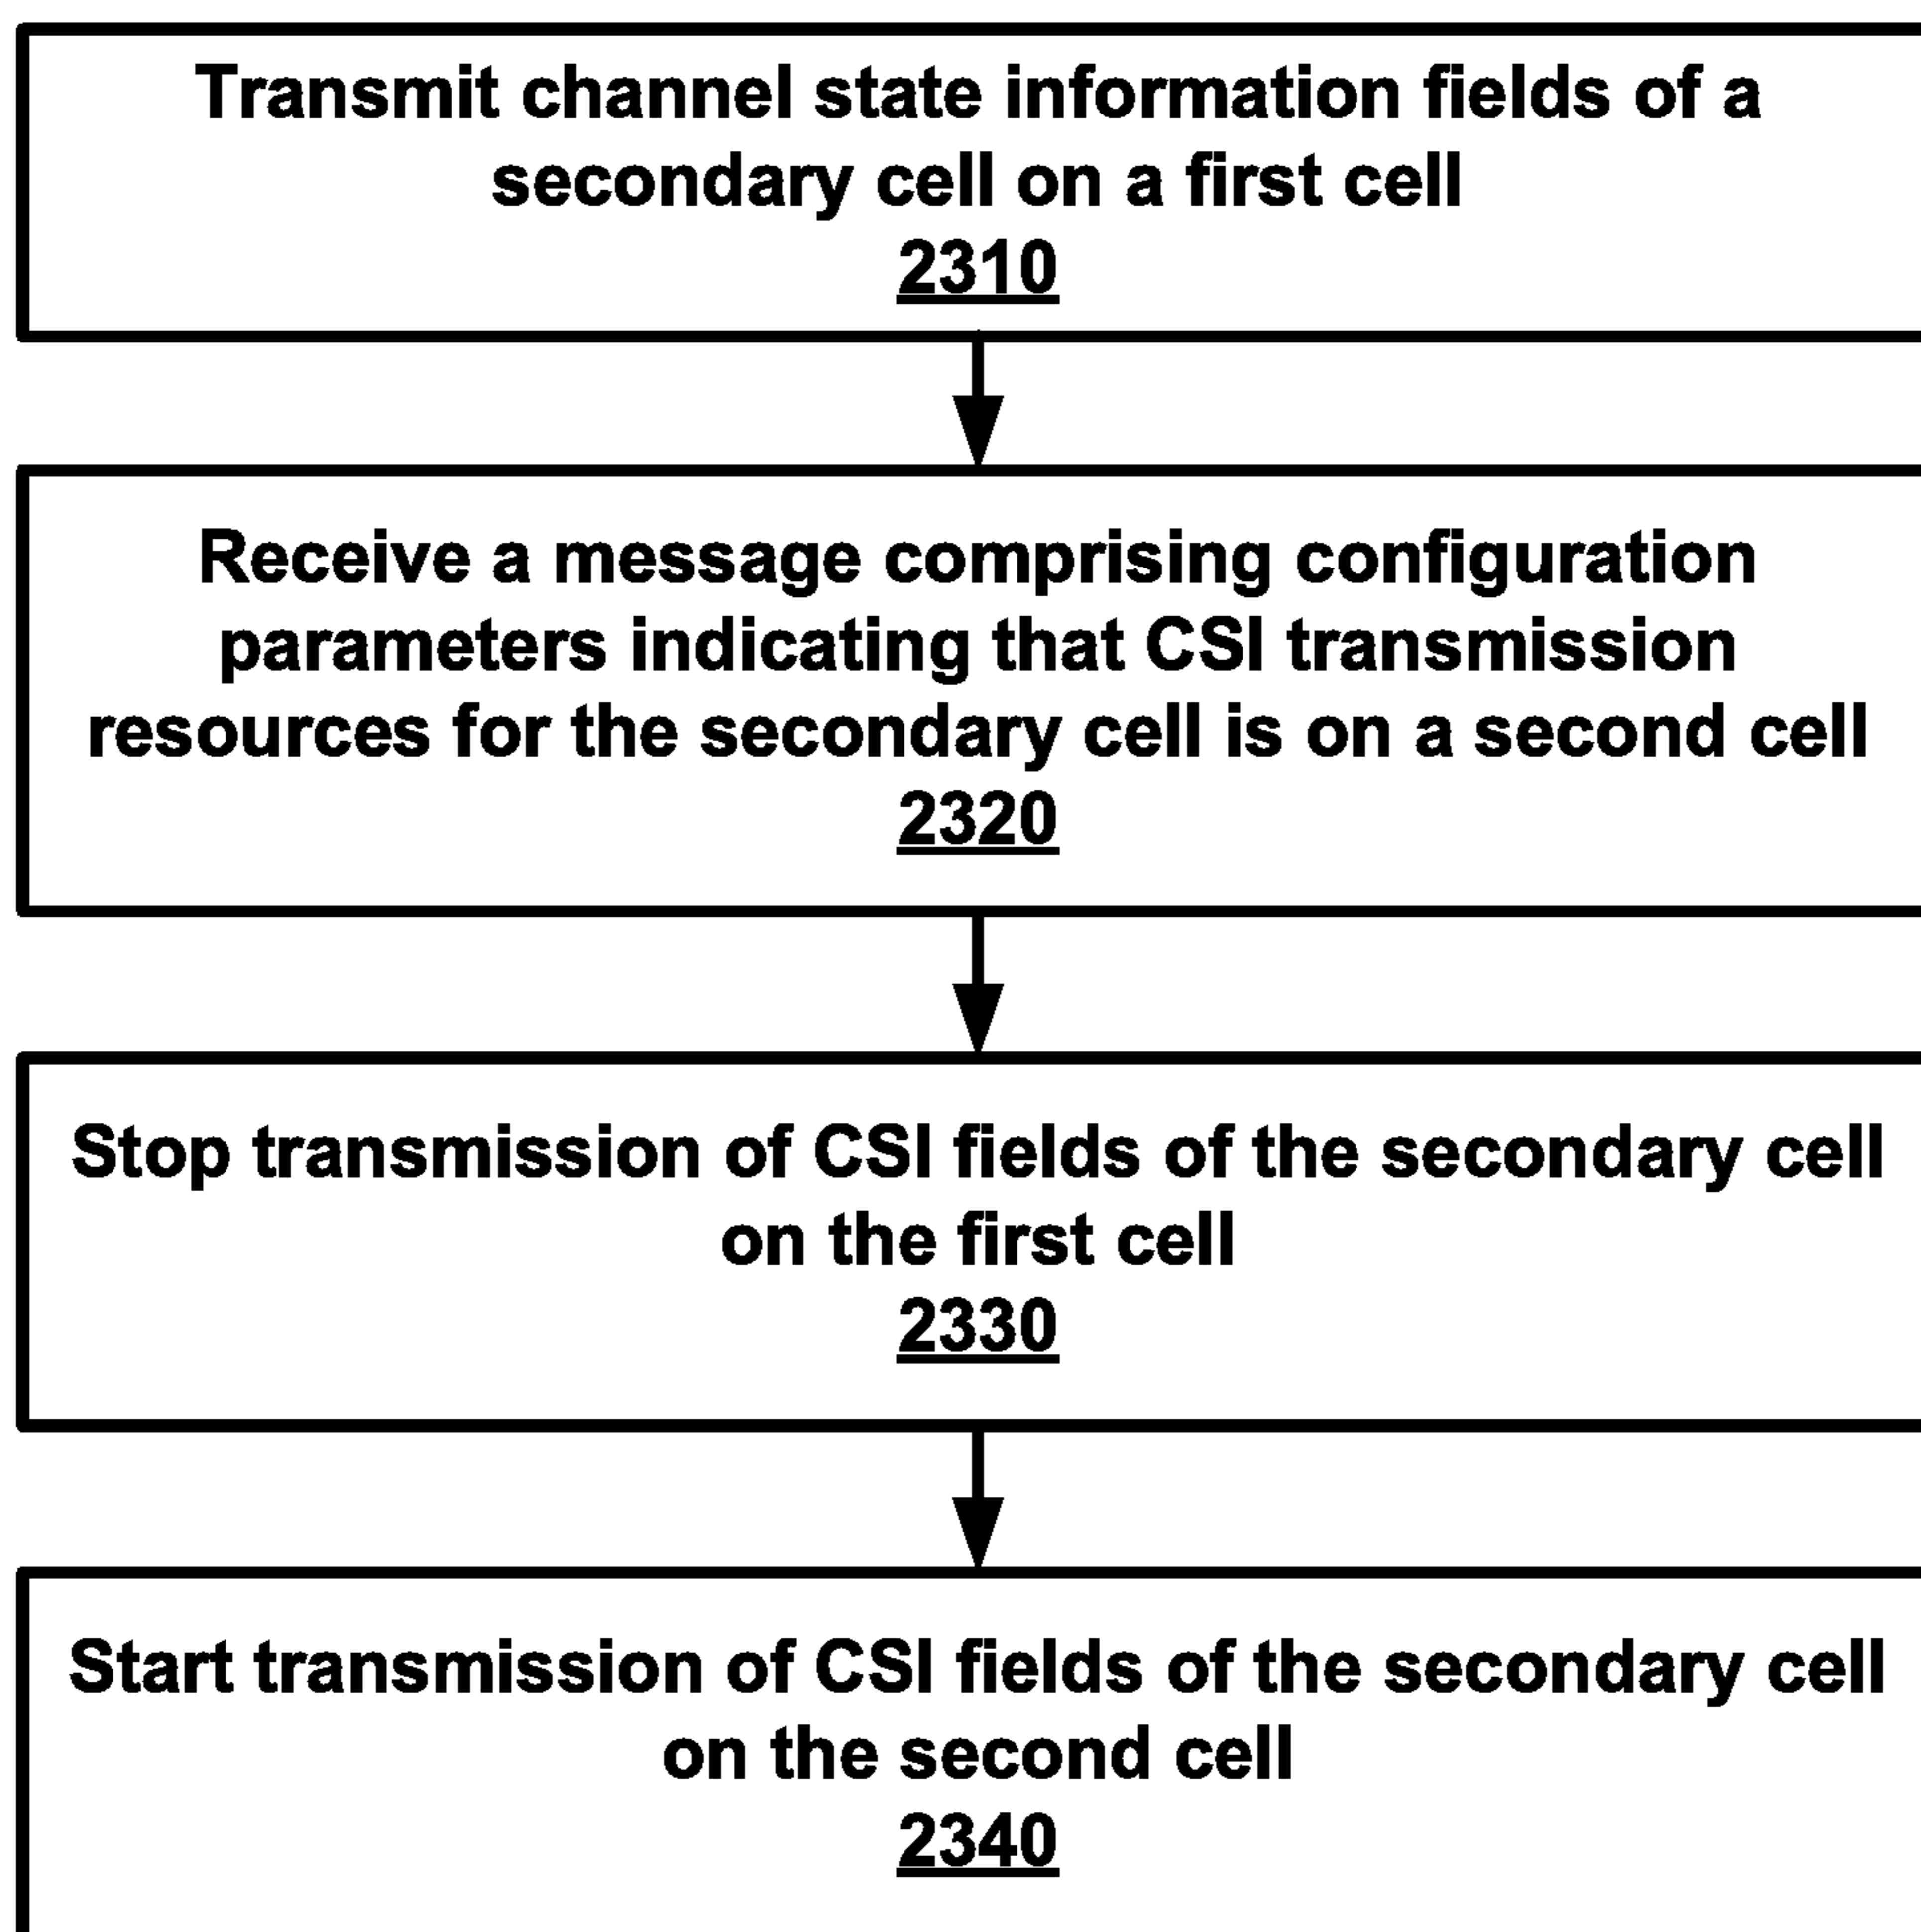 Transmit channel state information fields of a
secondary cell on a first cell
2310
Receive a message comprising configuration
parameters indicating that CSI transmission
resources for the secondary cell is on a second cell
2320
Stop transmission of CSI fields of the secondary cell
on the first cell
2330
Start transmission of CSI fields of the secondary cell
on the second cell
2340